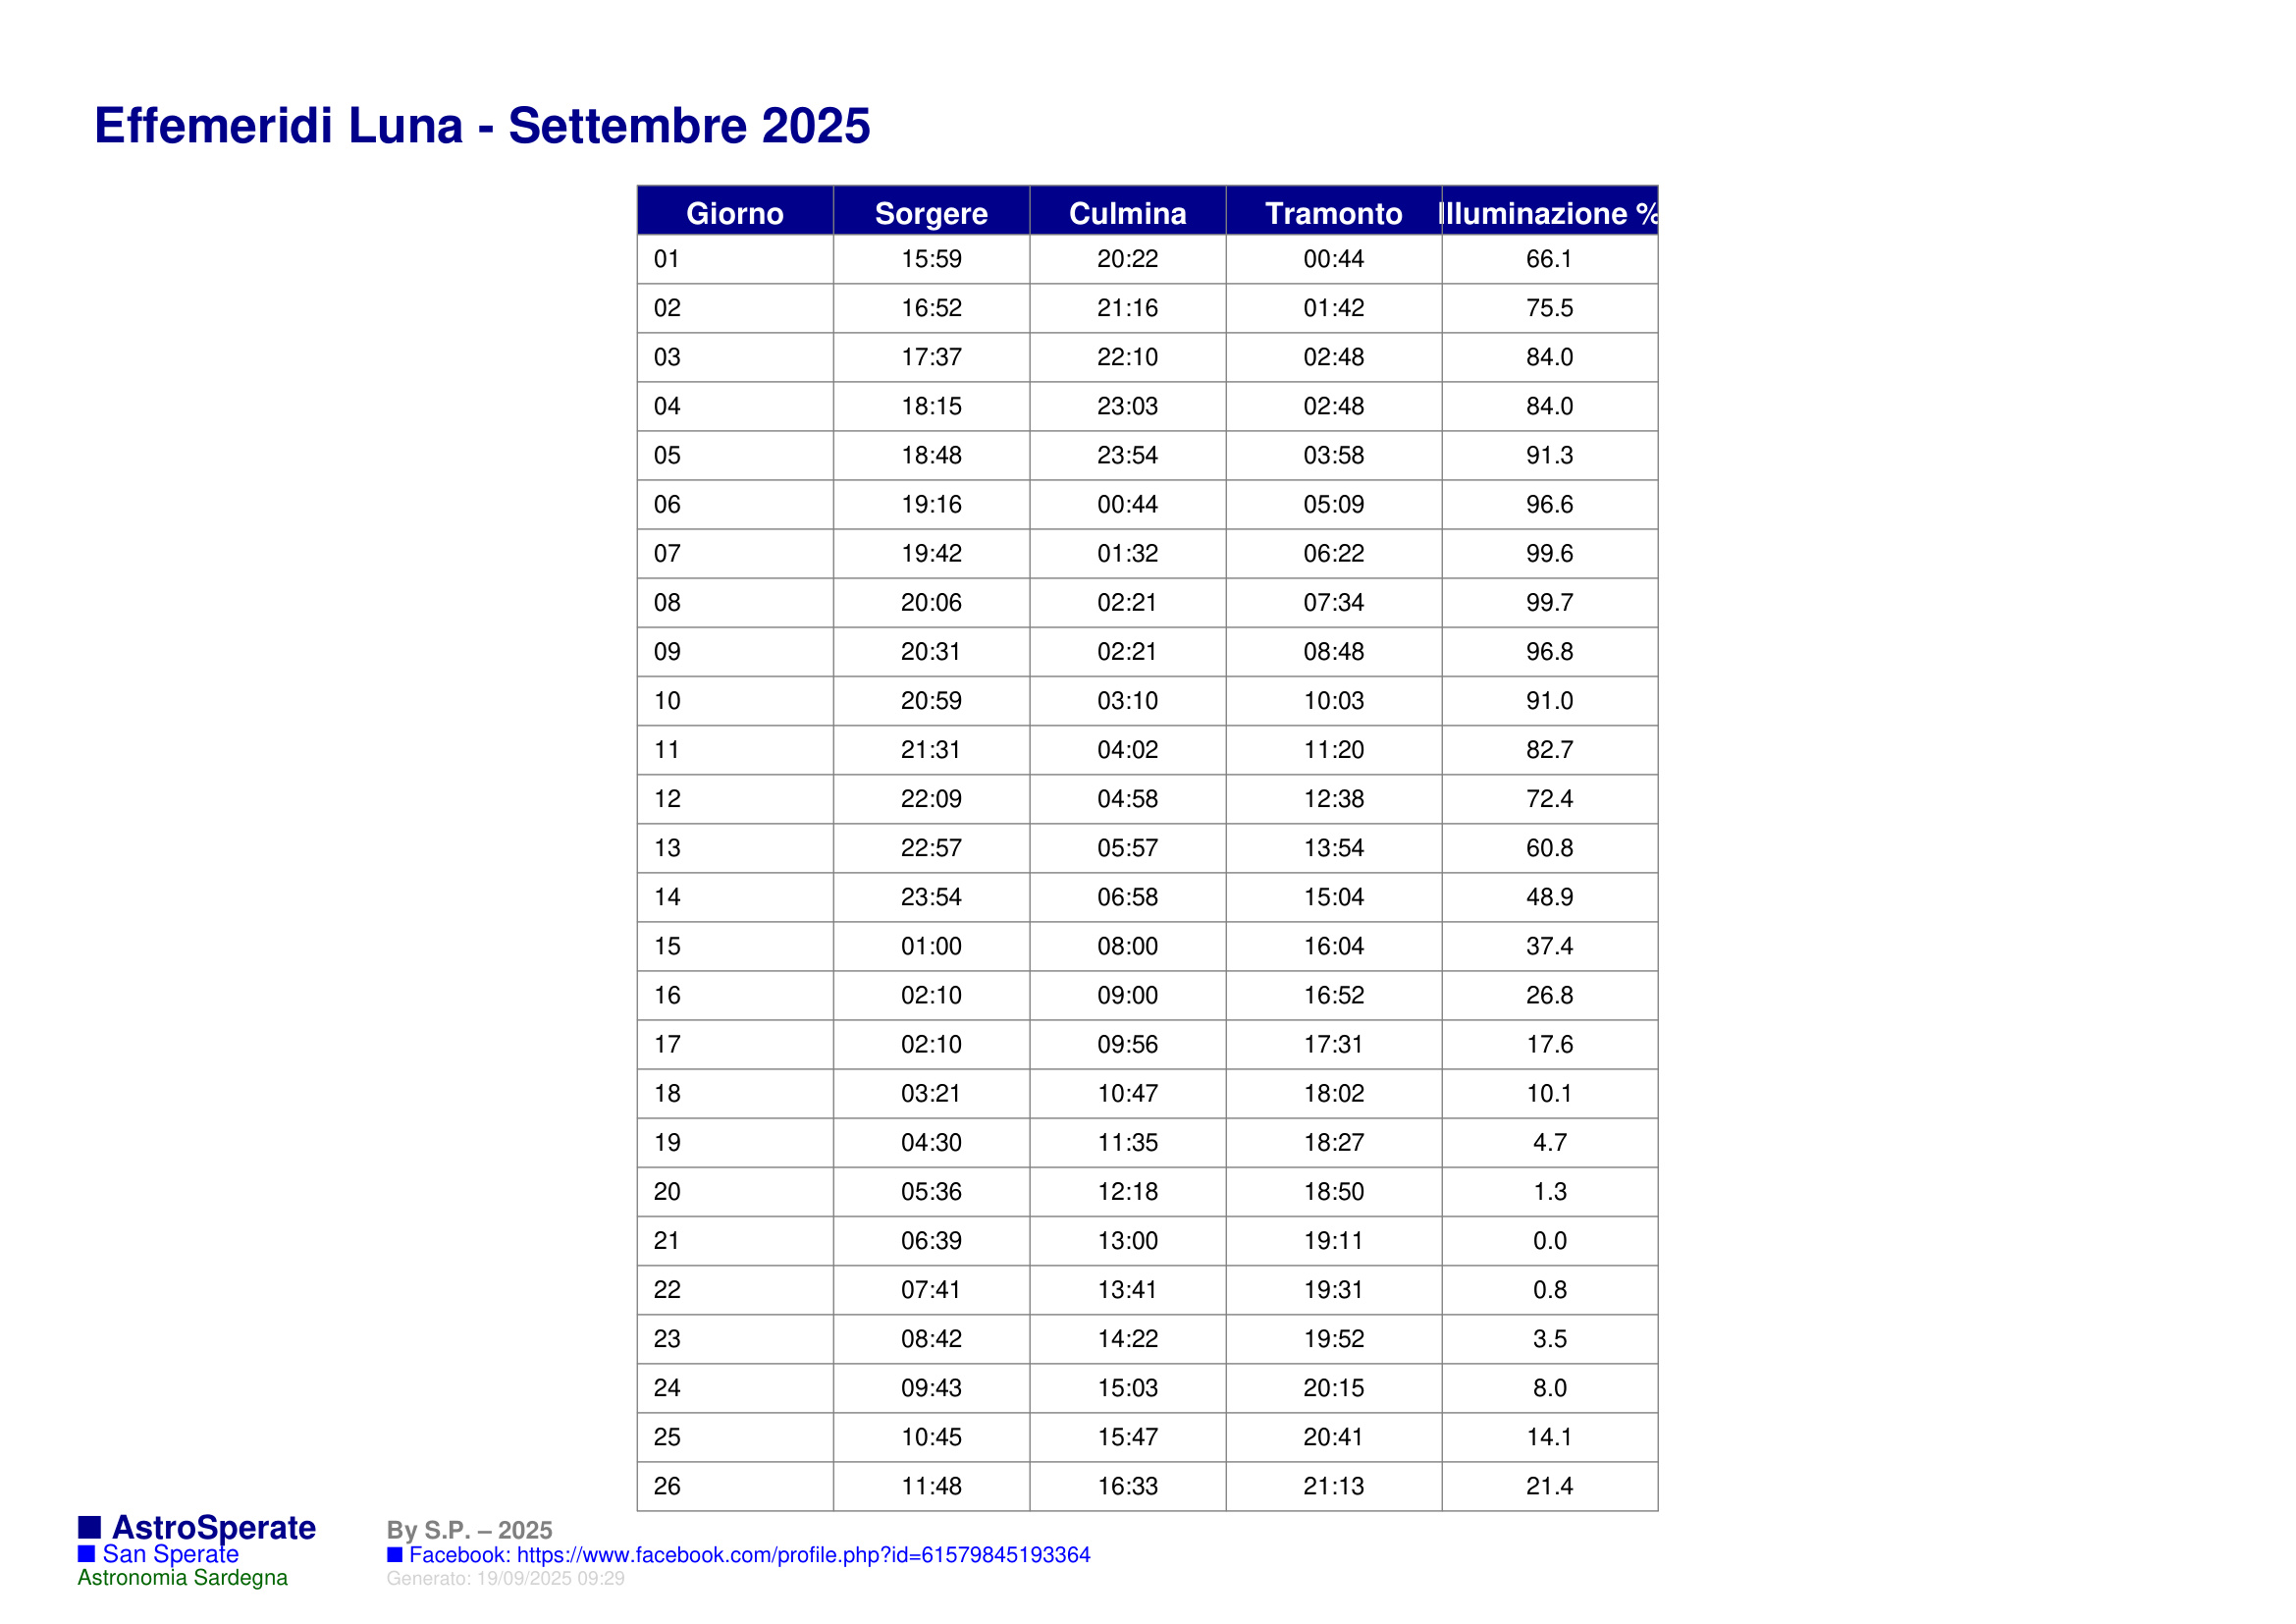 Effemeridi Luna - Settembre 2025
Giorno Sorgere Culmina Tramonto Illuminazione %
01 15:59 20:22 00:44 66.1
02 16:52 21:16 01:42 75.5
03 17:37 22:10 02:48 84.0
04 18:15 23:03 02:48 84.0
05 18:48 23:54 03:58 91.3
06 19:16 00:44 05:09 96.6
07 19:42 01:32 06:22 99.6
08 20:06 02:21 07:34 99.7
09 20:31 02:21 08:48 96.8
10 20:59 03:10 10:03 91.0
11 21:31 04:02 11:20 82.7
12 22:09 04:58 12:38 72.4
13 22:57 05:57 13:54 60.8
14 23:54 06:58 15:04 48.9
15 01:00 08:00 16:04 37.4
16 02:10 09:00 16:52 26.8
17 02:10 09:56 17:31 17.6
18 03:21 10:47 18:02 10.1
19 04:30 11:35 18:27 4.7
20 05:36 12:18 18:50 1.3
21 06:39 13:00 19:11 0.0
22 07:41 13:41 19:31 0.8
23 08:42 14:22 19:52 3.5
24 09:43 15:03 20:15 8.0
25 10:45 15:47 20:41 14.1
26 11:48 16:33 21:13 21.4
■ AstroSperate
■ San Sperate
Astronomia Sardegna
By S.P. – 2025
■ Facebook: https://www.facebook.com/profile.php?id=61579845193364
Generato: 19/09/2025 09:29